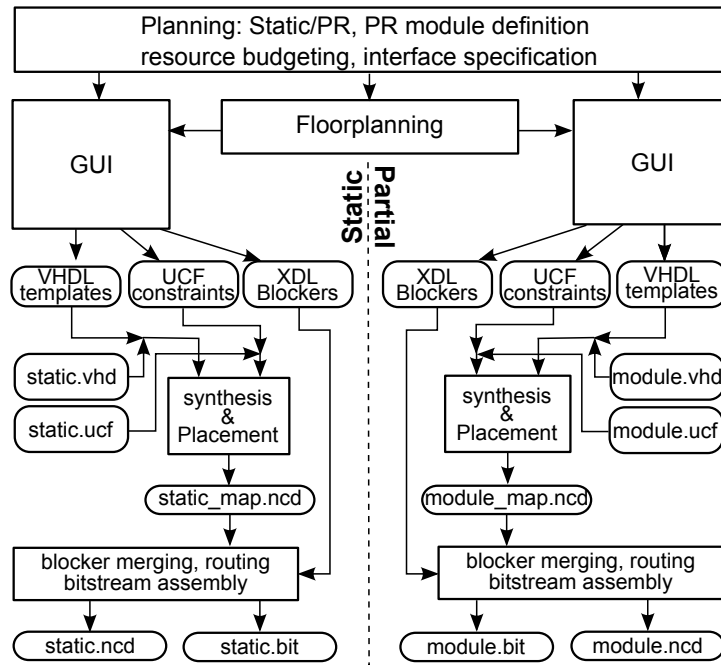 Planning: Static/PR, PR module definition
resource budgeting, interface specification
GUI
Floorplanning
GUI
Static
Partial
VHDL
templates
UCF
constraints
XDL
Blockers
XDL
Blockers
UCF
constraints
VHDL
templates
static.vhd
static.ucf
synthesis
&
Placement
synthesis
&
Placement
module.vhd
module.ucf
static_map.ncd
module_map.ncd
blocker merging, routing
bitstream assembly
blocker merging, routing
bitstream assembly
static.ncd
static.bit
module.bit
module.ncd